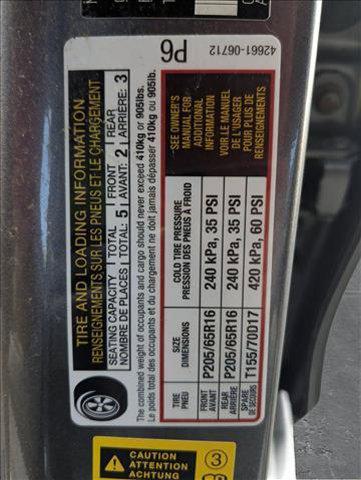 TIRE AND LOADING INFORMATION
RENSEIGNEMENTS SUR LES PNEUS ET LE CHARGEMENT
SEATING CAPACITY | TOTAL | FRONT | REAR
NOMBRE DE PLACES | TOTAL: 5 | AVANT: 2 | ARRIÈRE: 3
The combined weight of occupants and cargo should never exceed 410kg or 905lbs.
Le poids total des occupants et du chargement ne doit jamais dépasser 410kg ou 905lb.
TIRE SIZE COLD TIRE PRESSURE
PNEU DIMENSIONS PRESSION DES PNEUS À FROID
FRONT AVANT P205/65R16 240 kPa, 35 PSI
REAR ARRIÈRE P205/65R16 240 kPa, 35 PSI
SPARE DE SECOURS T155/70D17 420 kPa, 60 PSI
SEE OWNER'S
MANUAL FOR
ADDITIONAL
INFORMATION
VOIR LE MANUEL
DE L'USAGER
POUR PLUS DE
RENSEIGNEMENTS
P6
42661-06712
CAUTION
ATTENTION
ACHTUNG
3